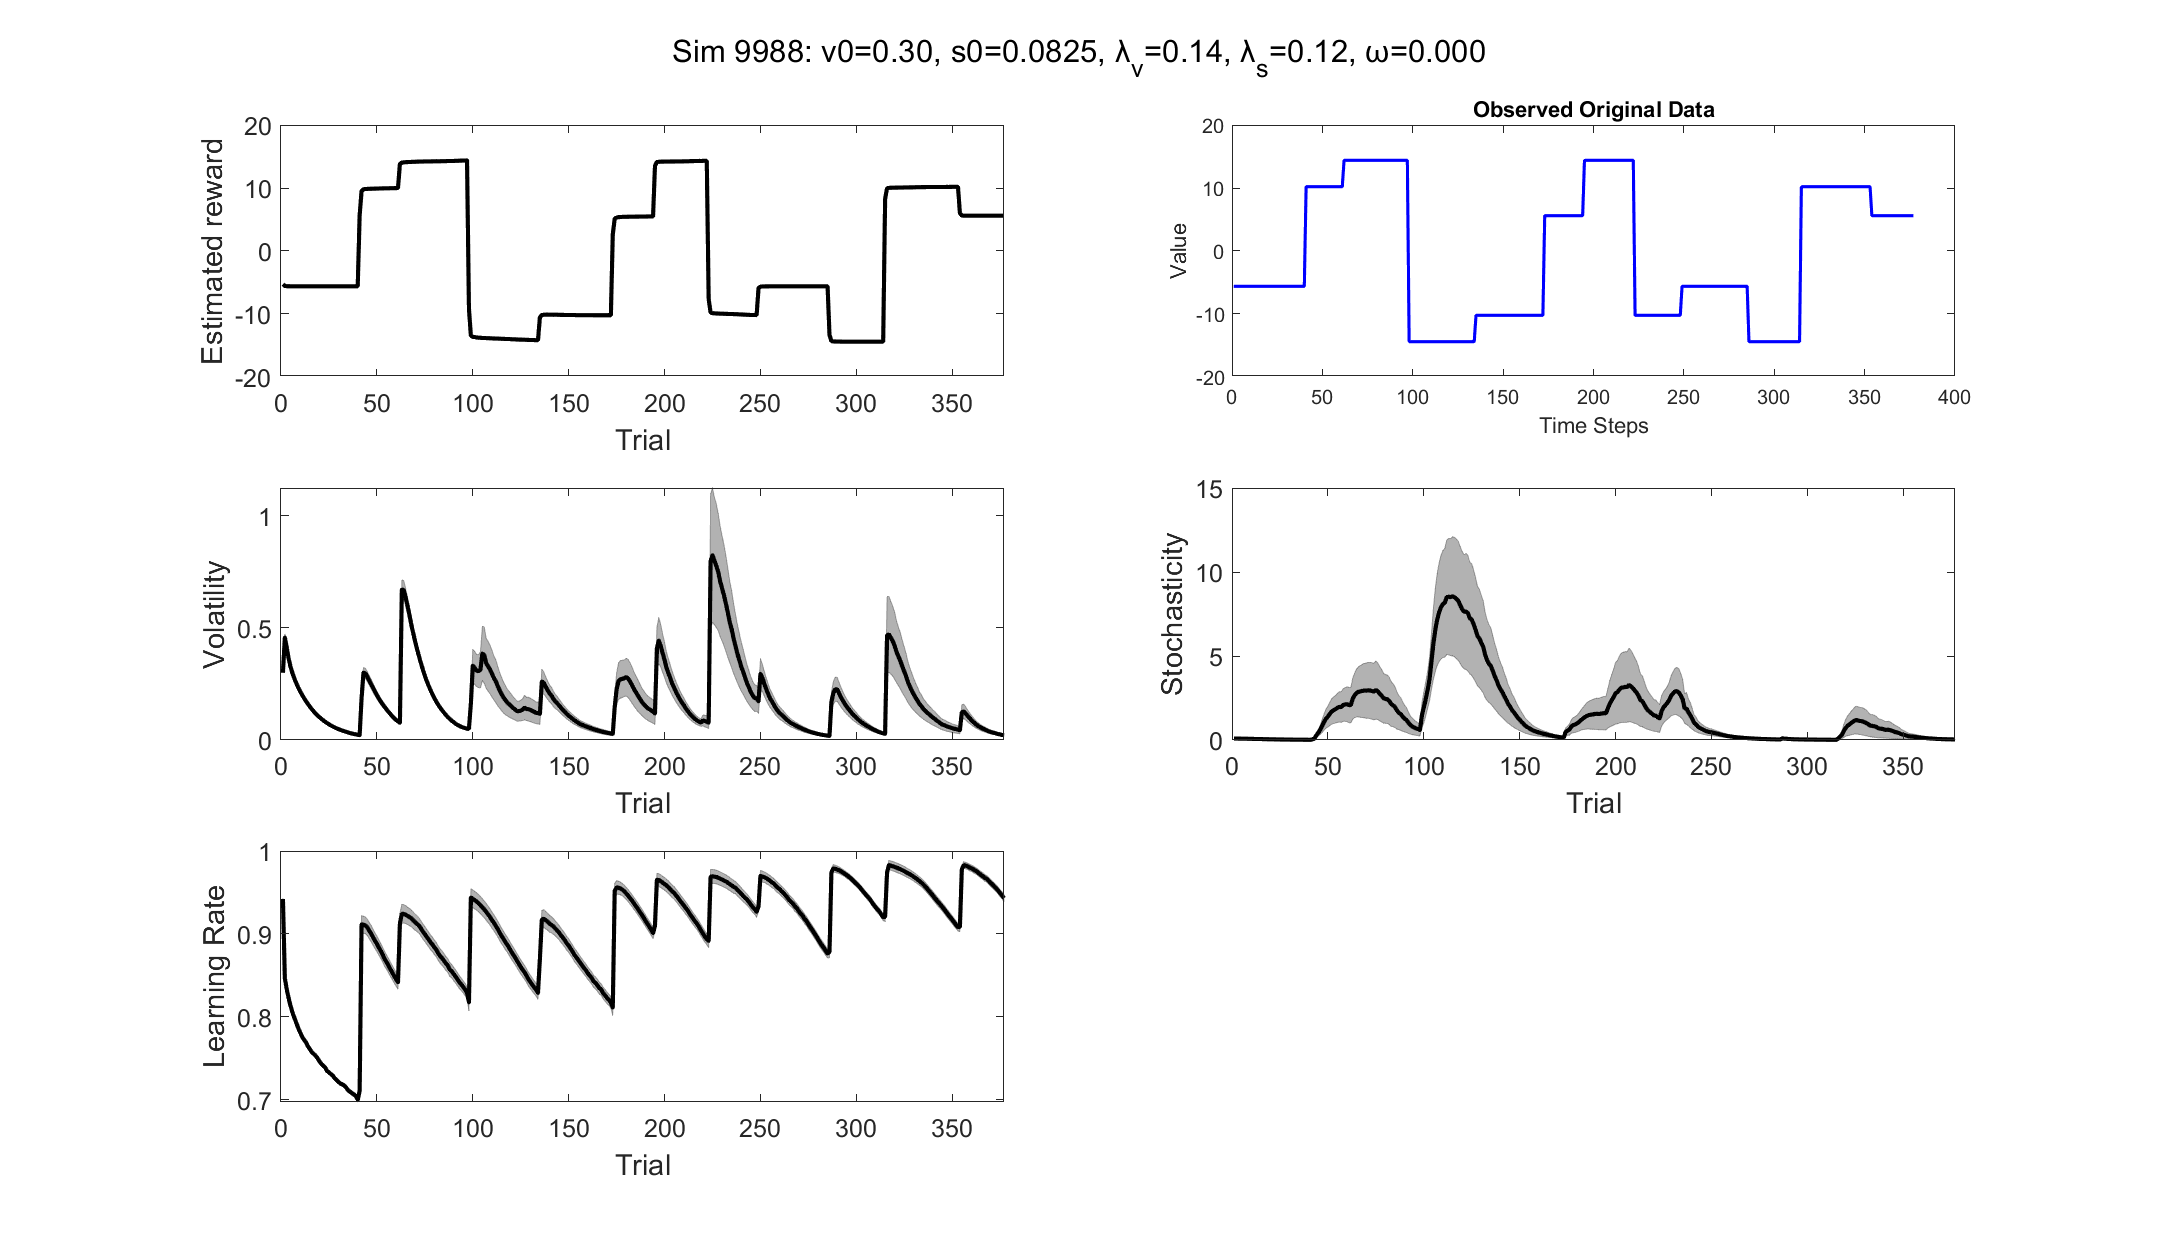 Sim 9988: v0=0.30, s0=0.0825, λ_v=0.14, λ_s=0.12, ω=0.000
Estimated reward
20
10
0
-10
-20
0 50 100 150 200 250 300 350
Trial
Observed Original Data
Value
20
10
0
-10
-20
0 50 100 150 200 250 300 350 400
Time Steps
Volatility
1
0.5
0
0 50 100 150 200 250 300 350
Trial
Stochasticity
15
10
5
0
0 50 100 150 200 250 300 350
Trial
Learning Rate
1
0.9
0.8
0.7
0 50 100 150 200 250 300 350
Trial